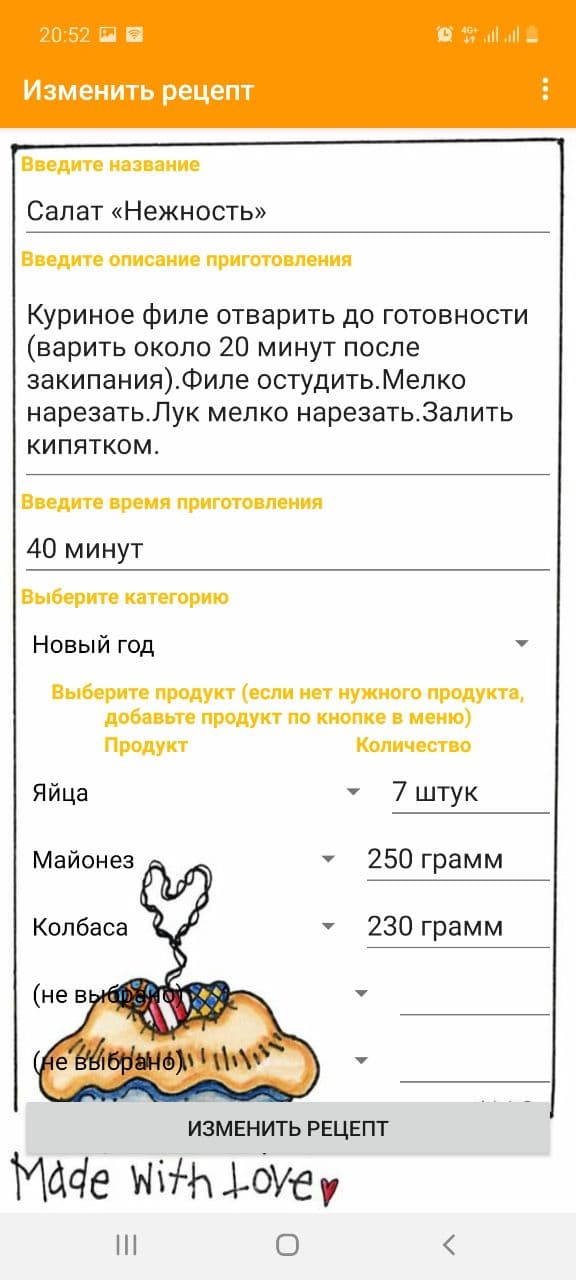 20:52
4G+
Изменить рецепт
Введите название
Салат «Нежность»
Введите описание приготовления
Куриное филе отварить до готовности
(варить около 20 минут после
закипания).Филе остудить.Мелко
нарезать.Лук мелко нарезать.Залить
кипятком.
Введите время приготовления
40 минут
Выберите категорию
Новый год
Выберите продукт (если нет нужного продукта,
добавьте продукт по кнопке в меню)
Продукт Количество
Яйца 7 штук
Майонез 250 грамм
Колбаса 230 грамм
(не выбрано)
(не выбрано)
ИЗМЕНИТЬ РЕЦЕПТ
Made with Love